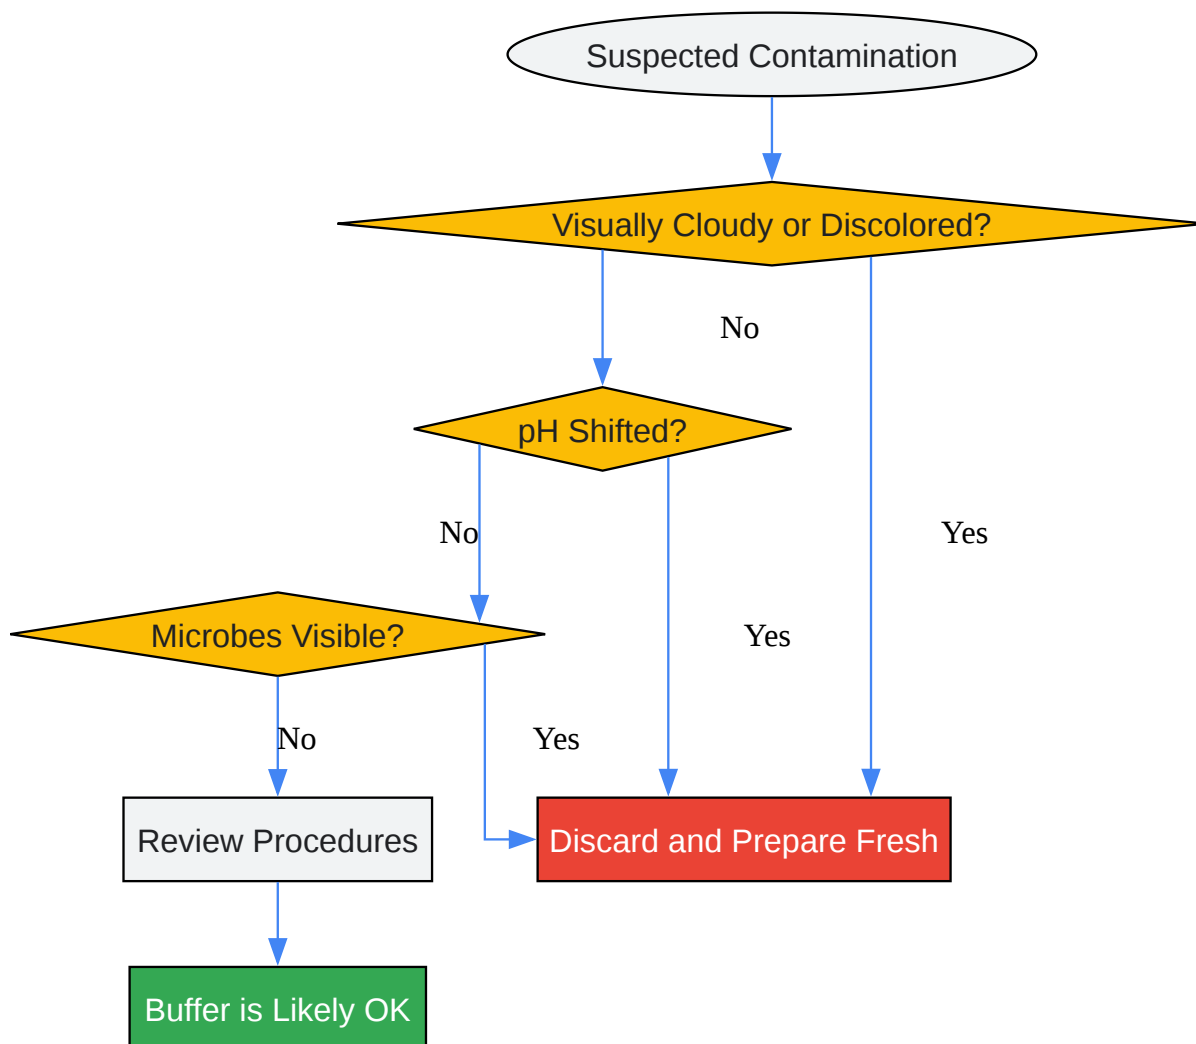 Suspected Contamination
Visually Cloudy or Discolored?
No
pH Shifted?
No
Yes
Microbes Visible?
Yes
No
Yes
Review Procedures
Discard and Prepare Fresh
Buffer is Likely OK